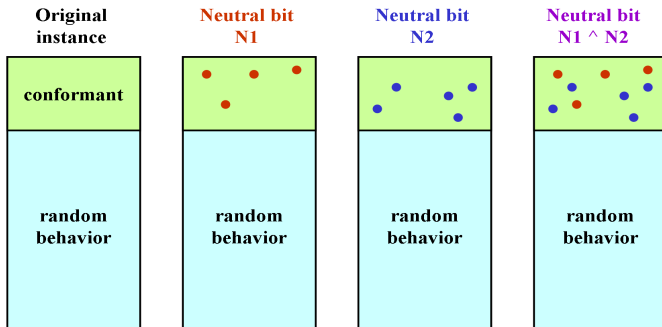 Original
instance
Neutral bit
N1
Neutral bit
N2
Neutral bit
N1 ^ N2
conformant
random
behavior
random
behavior
random
behavior
random
behavior